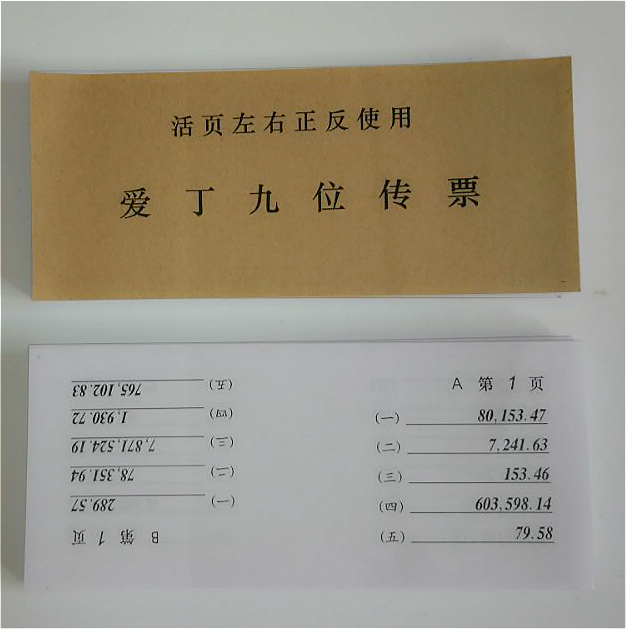 活页左右正反使用
爱丁九位传票
A 第 1 页
(一) 80,153.47
(二) 7,241.63
(三) 153.46
(四) 603,598.14
(五) 79.58
B 第 1 页
(一) 289.57
(二) 78,351.94
(三) 7,871,524.19
(四) 1,930.72
(五) 765,102.83